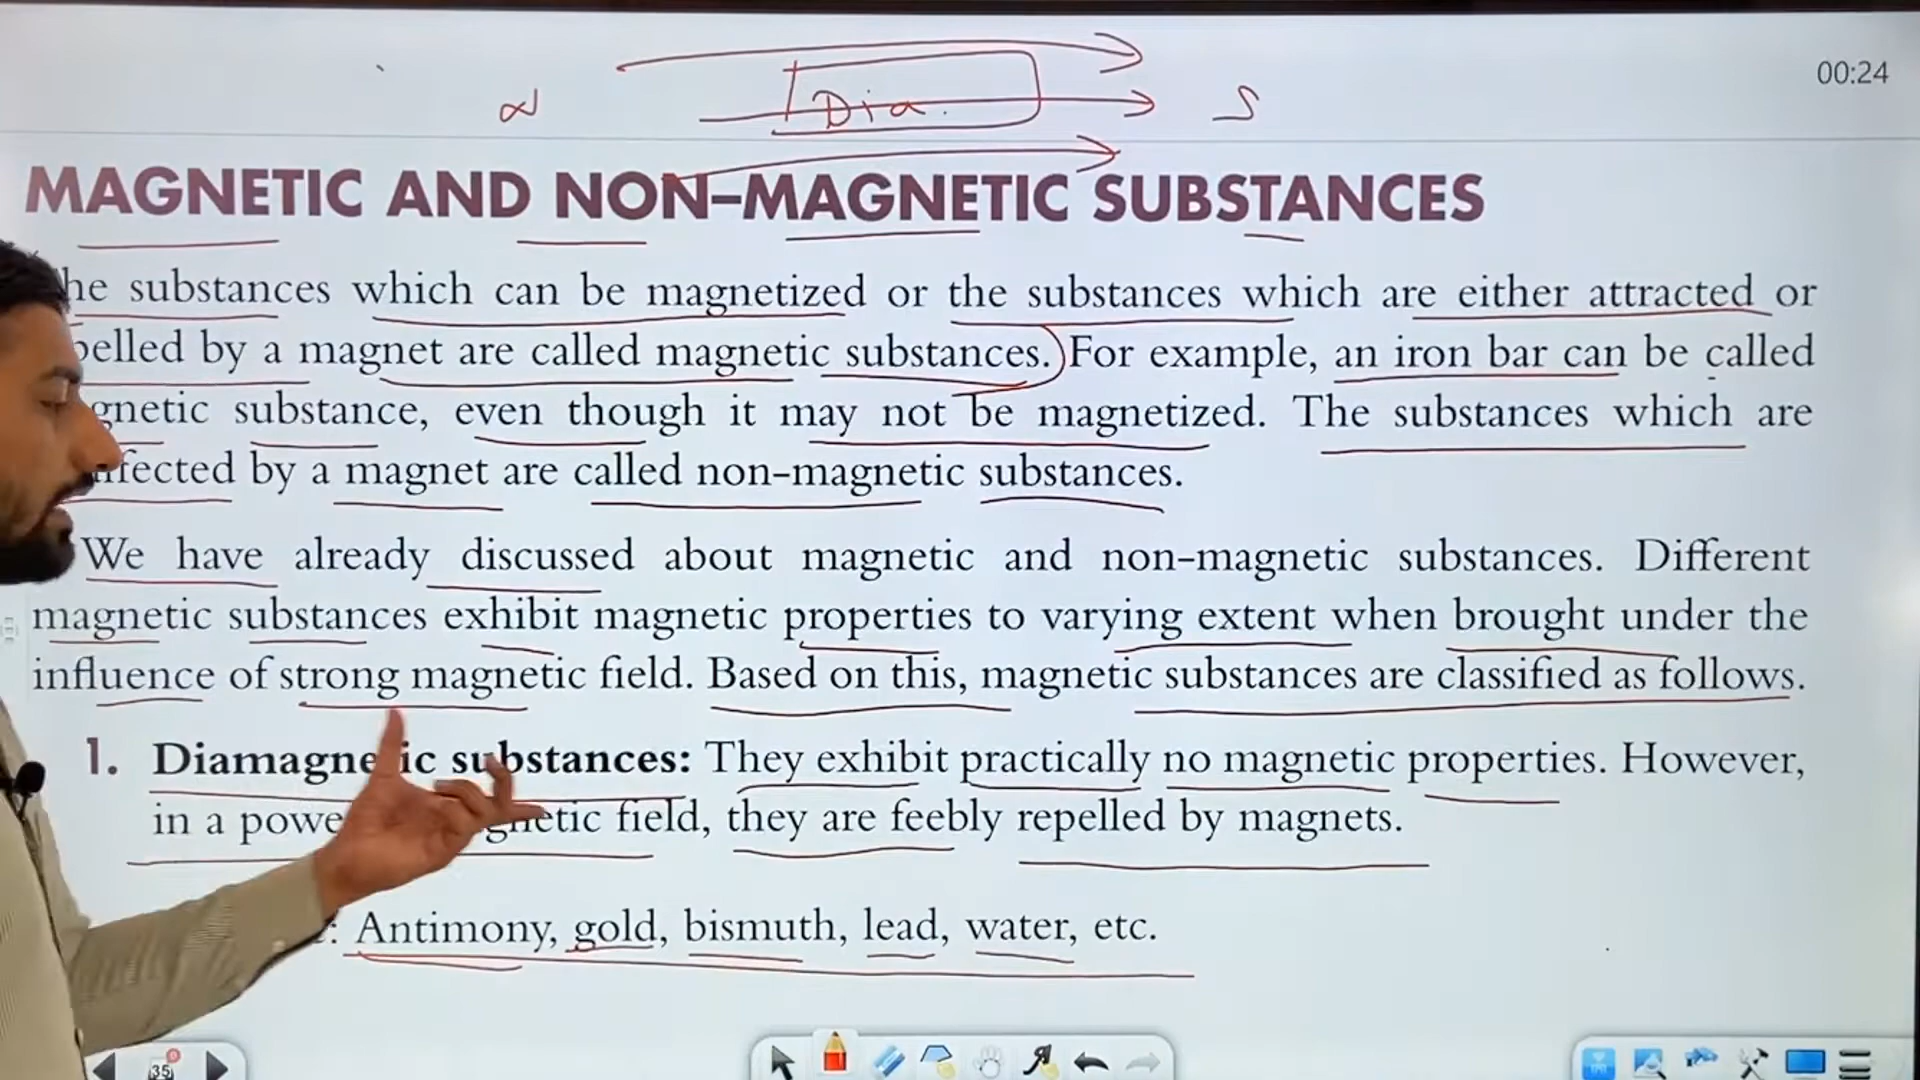 00:24
N Dia. S
MAGNETIC AND NON-MAGNETIC SUBSTANCES
he substances which can be magnetized or the substances which are either attracted or
pelled by a magnet are called magnetic substances. For example, an iron bar can be called
gnetic substance, even though it may not be magnetized. The substances which are
ffected by a magnet are called non-magnetic substances.
We have already discussed about magnetic and non-magnetic substances. Different
magnetic substances exhibit magnetic properties to varying extent when brought under the
influence of strong magnetic field. Based on this, magnetic substances are classified as follows.
1. Diamagnetic substances: They exhibit practically no magnetic properties. However,
in a powe gnetic field, they are feebly repelled by magnets.
: Antimony, gold, bismuth, lead, water, etc.
35